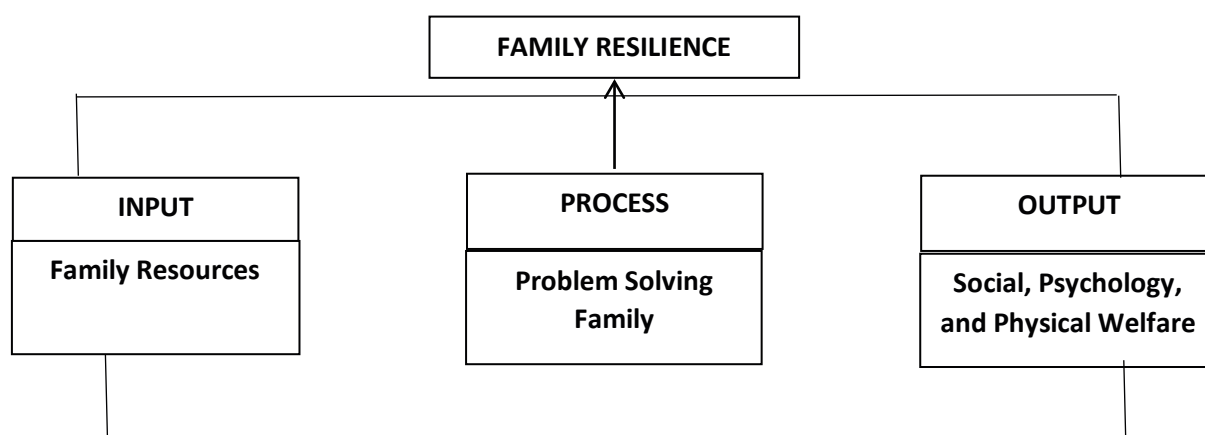 FAMILY RESILIENCE
INPUT
Family Resources
PROCESS
Problem Solving
Family
OUTPUT
Social, Psychology,
and Physical Welfare